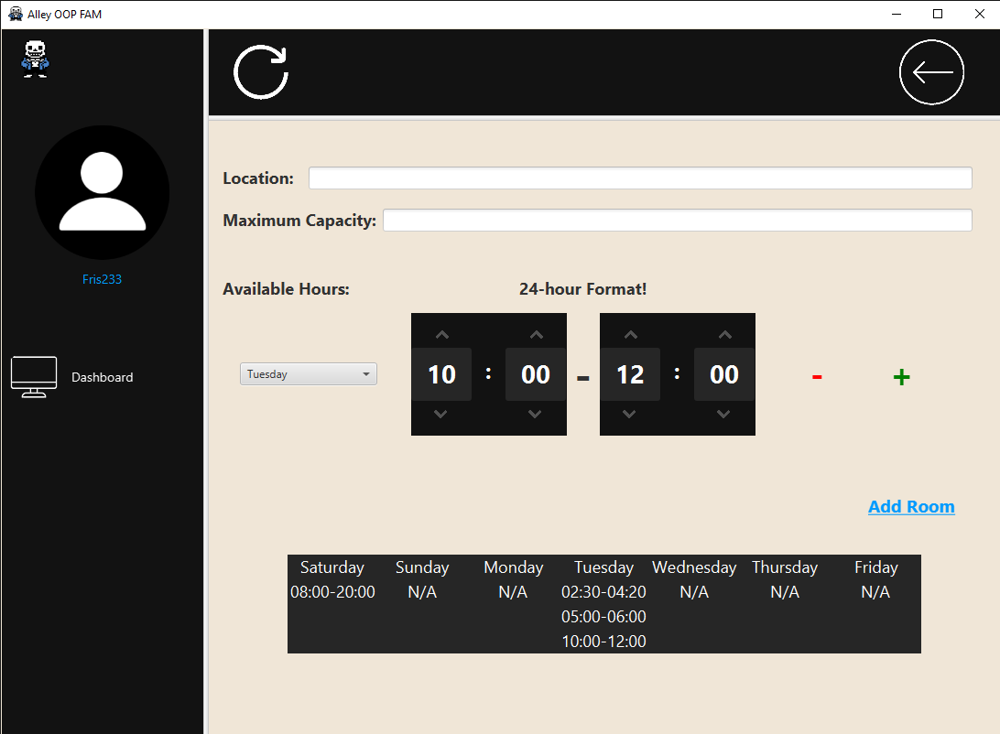 Alley OOP FAM
Fris233
Dashboard
Location:
Maximum Capacity:
Available Hours: 24-hour Format!
Tuesday 10 : 00 - 12 : 00 - +
Add Room
Saturday Sunday Monday Tuesday Wednesday Thursday Friday
08:00-20:00 N/A N/A 02:30-04:20 N/A N/A N/A
05:00-06:00
10:00-12:00